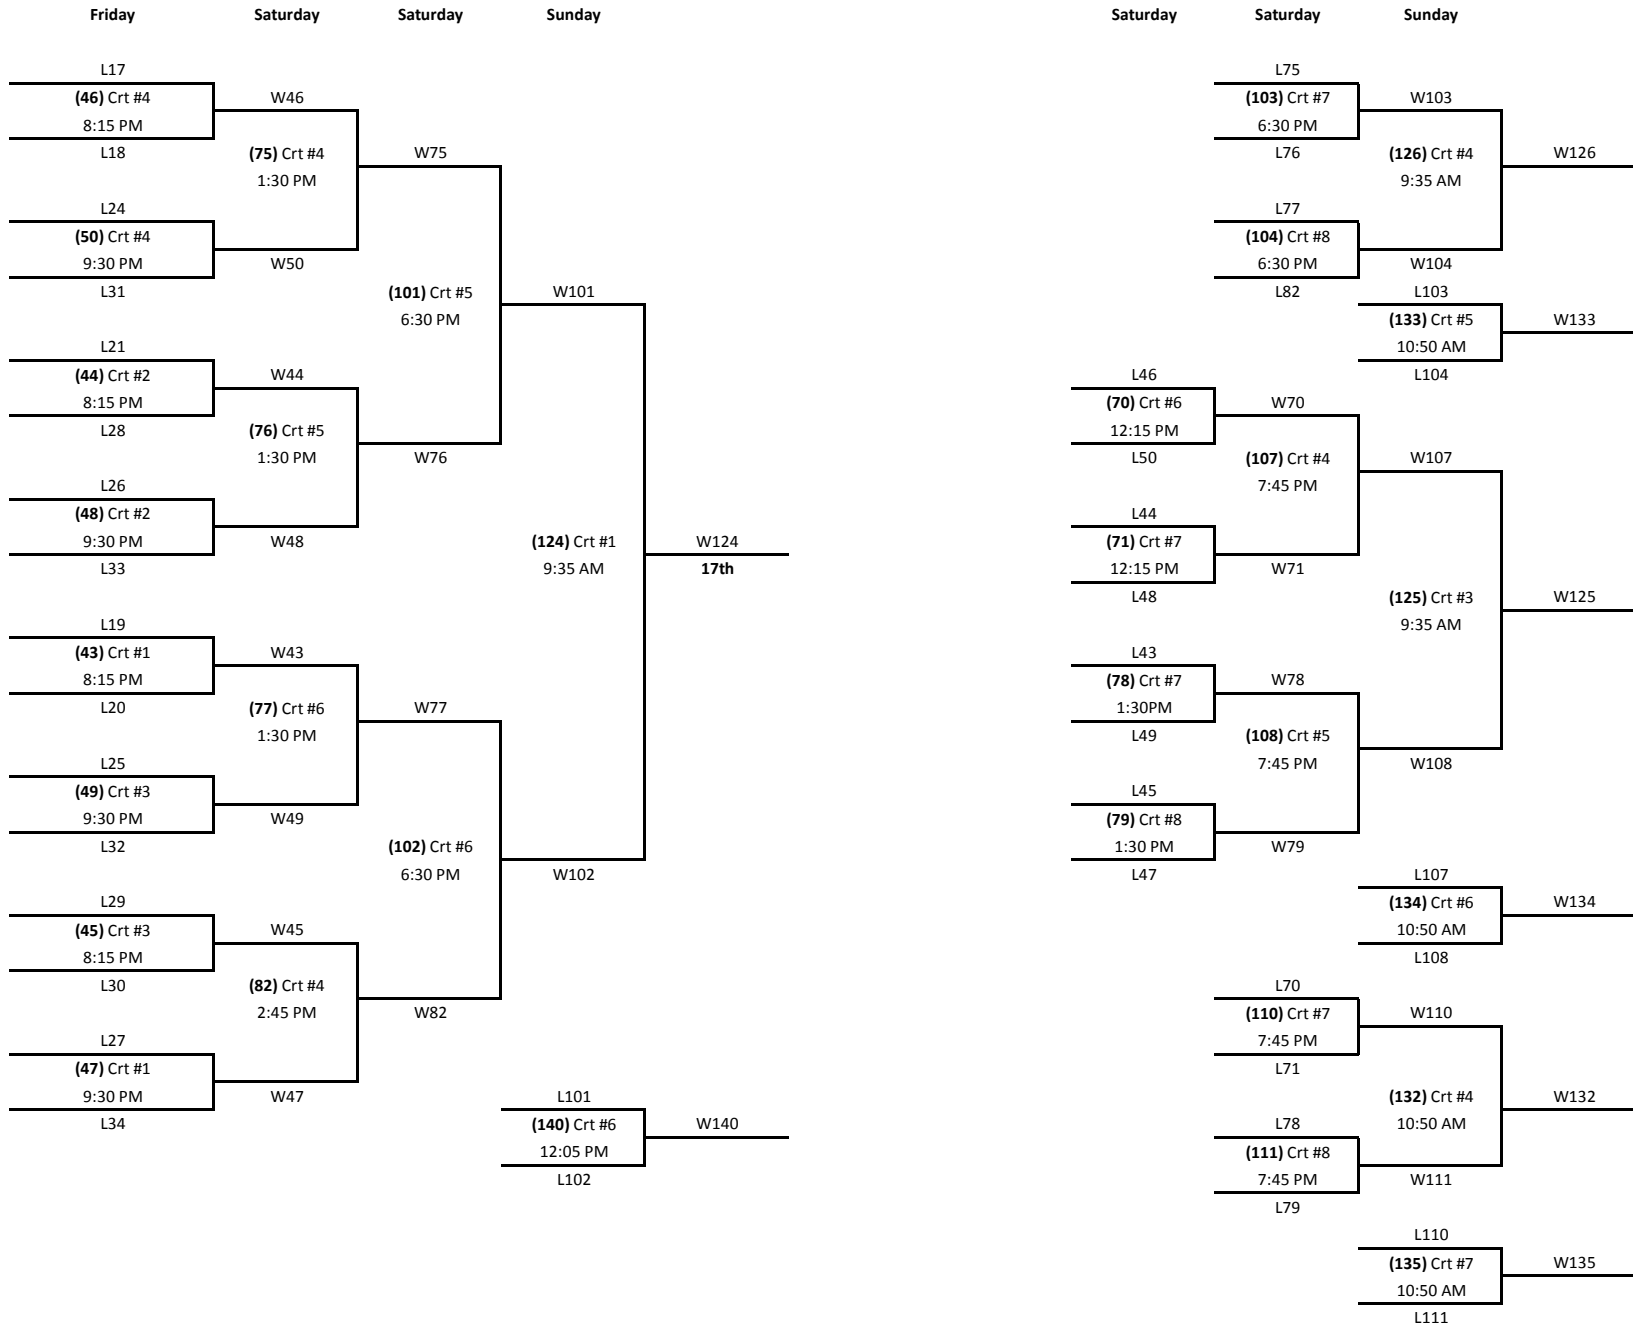 Friday
Saturday
Saturday
Sunday
L17
(46) Crt #4
8:15 PM
L18
W46
(75) Crt #4
1:30 PM
L24
(50) Crt #4
9:30 PM
L31
W50
W75
(101) Crt #5
6:30 PM
L21
(44) Crt #2
8:15 PM
L28
W44
(76) Crt #5
1:30 PM
L26
(48) Crt #2
9:30 PM
L33
W48
W76
W101
(124) Crt #1
9:35 AM
W124
17th
L19
(43) Crt #1
8:15 PM
L20
W43
(77) Crt #6
1:30 PM
L25
(49) Crt #3
9:30 PM
L32
W49
W77
(102) Crt #6
6:30 PM
W102
L29
(45) Crt #3
8:15 PM
L30
W45
(82) Crt #4
2:45 PM
W82
L27
(47) Crt #1
9:30 PM
L34
W47
L101
(140) Crt #6
12:05 PM
L102
W140
Saturday
Saturday
Sunday
L75
(103) Crt #7
6:30 PM
L76
W103
(126) Crt #4
9:35 AM
W126
L77
(104) Crt #8
6:30 PM
L82
W104
L103
(133) Crt #5
10:50 AM
L104
W133
L46
(70) Crt #6
12:15 PM
L50
W70
(107) Crt #4
7:45 PM
W107
L44
(71) Crt #7
12:15 PM
L48
W71
(125) Crt #3
9:35 AM
W125
L43
(78) Crt #7
1:30PM
L49
W78
(108) Crt #5
7:45 PM
W108
L45
(79) Crt #8
1:30 PM
L47
W79
L107
(134) Crt #6
10:50 AM
L108
W134
L70
(110) Crt #7
7:45 PM
L71
W110
(132) Crt #4
10:50 AM
W132
L78
(111) Crt #8
7:45 PM
L79
W111
L110
(135) Crt #7
10:50 AM
L111
W135